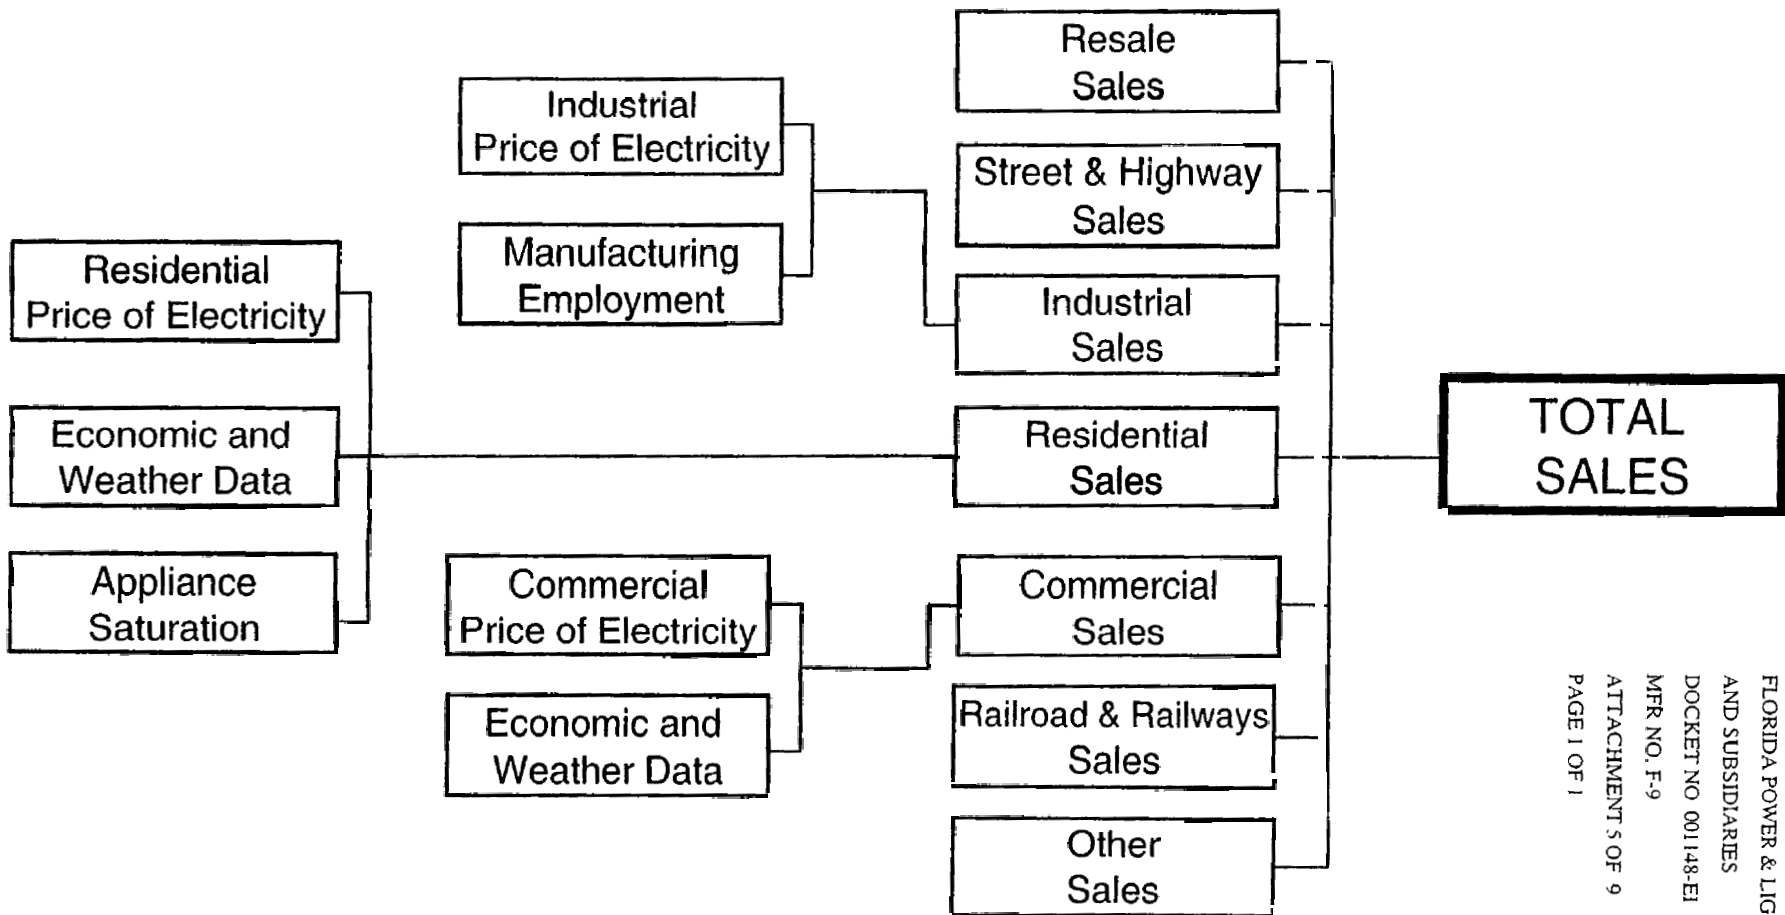 Resale
Sales
Industrial
Price of Electricity
Street & Highway
Sales
Manufacturing
Employment
Residential
Price of Electricity
Industrial
Sales
Economic and
Weather Data
Residential
Sales
TOTAL
SALES
Appliance
Saturation
Commercial
Price of Electricity
Commercial
Sales
Economic and
Weather Data
Railroad & Railways
Sales
Other
Sales
FLORIDA POWER & LIG
AND SUBSIDIARIES
DOCKET NO 001148-EI
MFR NO. F-9
ATTACHMENT 5 OF 9
PAGE 1 OF 1